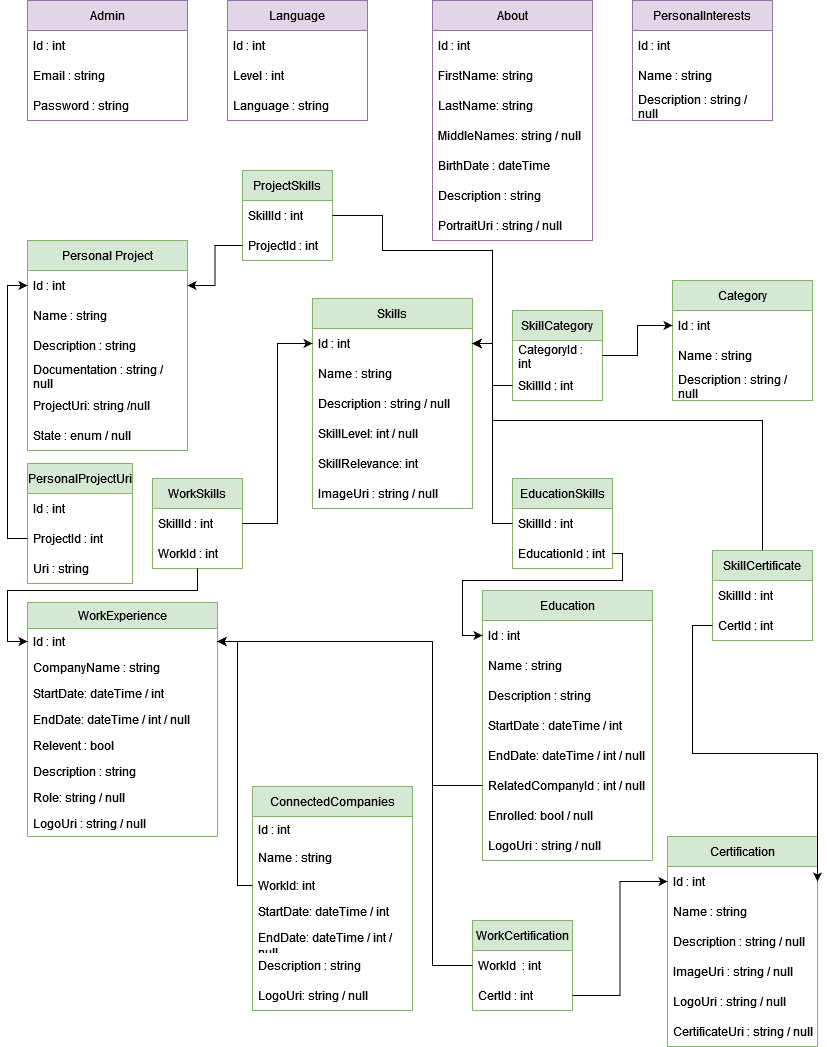 Admin
Id : int
Email : string
Password : string
Language
Id : int
Level : int
Language : string
About
Id : int
FirstName: string
LastName: string
MiddleNames: string / null
BirthDate : dateTime
Description : string
PortraitUri : string / null
PersonalInterests
Id : int
Name : string
Description : string /
null
ProjectSkills
SkillId : int
ProjectId : int
Personal Project
Id : int
Name : string
Description : string
Documentation : string /
null
ProjectUri: string /null
State : enum / null
Skills
Id : int
Name : string
Description : string / null
SkillLevel: int / null
SkillRelevance: int
ImageUri : string / null
SkillCategory
CategoryId :
int
SkillId : int
Category
Id : int
Name : string
Description : string /
null
PersonalProjectUri
Id : int
ProjectId : int
Uri : string
WorkSkills
SkillId : int
WorkId : int
EducationSkills
SkillId : int
EducationId : int
SkillCertificate
SkillId : int
CertId : int
WorkExperience
Id : int
CompanyName : string
StartDate: dateTime / int
EndDate: dateTime / int / null
Relevent : bool
Description : string
Role: string / null
LogoUri : string / null
Education
Id : int
Name : string
Description : string
StartDate : dateTime / int
EndDate: dateTime / int / null
RelatedCompanyId : int / null
Enrolled: bool / null
LogoUri : string / null
ConnectedCompanies
Id : int
Name : string
WorkId: int
StartDate: dateTime / int
EndDate: dateTime / int /
null
Description : string
LogoUri: string / null
WorkCertification
WorkId : int
CertId : int
Certification
Id : int
Name : string
Description : string / null
ImageUri : string / null
LogoUri : string / null
CertificateUri : string / null